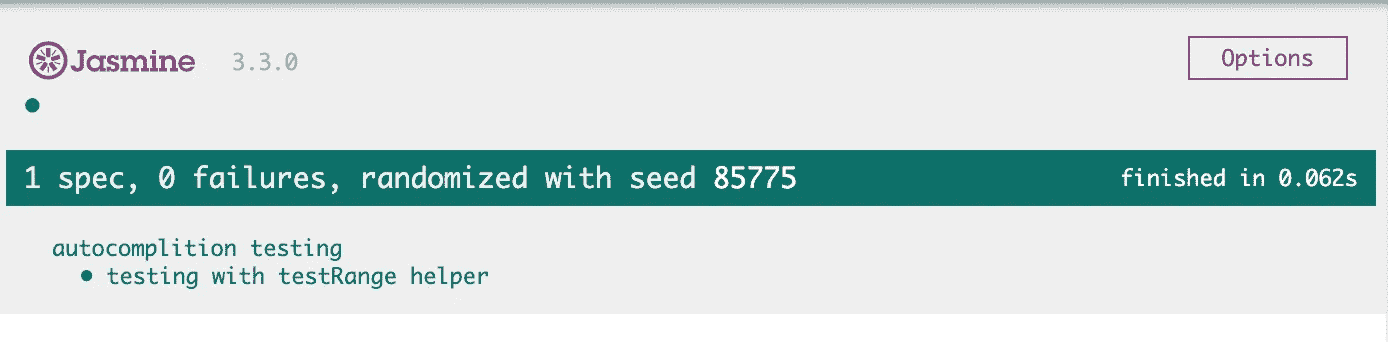 Jasmine 3.3.0 Options
1 spec, 0 failures, randomized with seed 85775 finished in 0.062s
autocomplition testing
testing with testRange helper